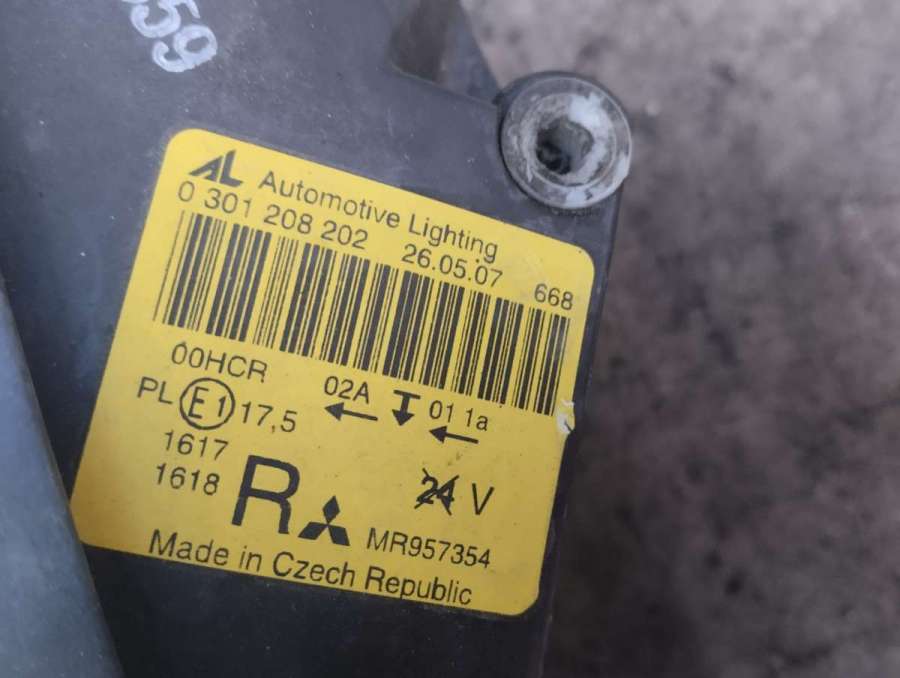 59
AL Automotive Lighting
0 301 208 202 26.05.07 668
00HCR 02A 01 1a
PL E1 17,5
1617
1618
R 24 V
MR957354
Made in Czech Republic